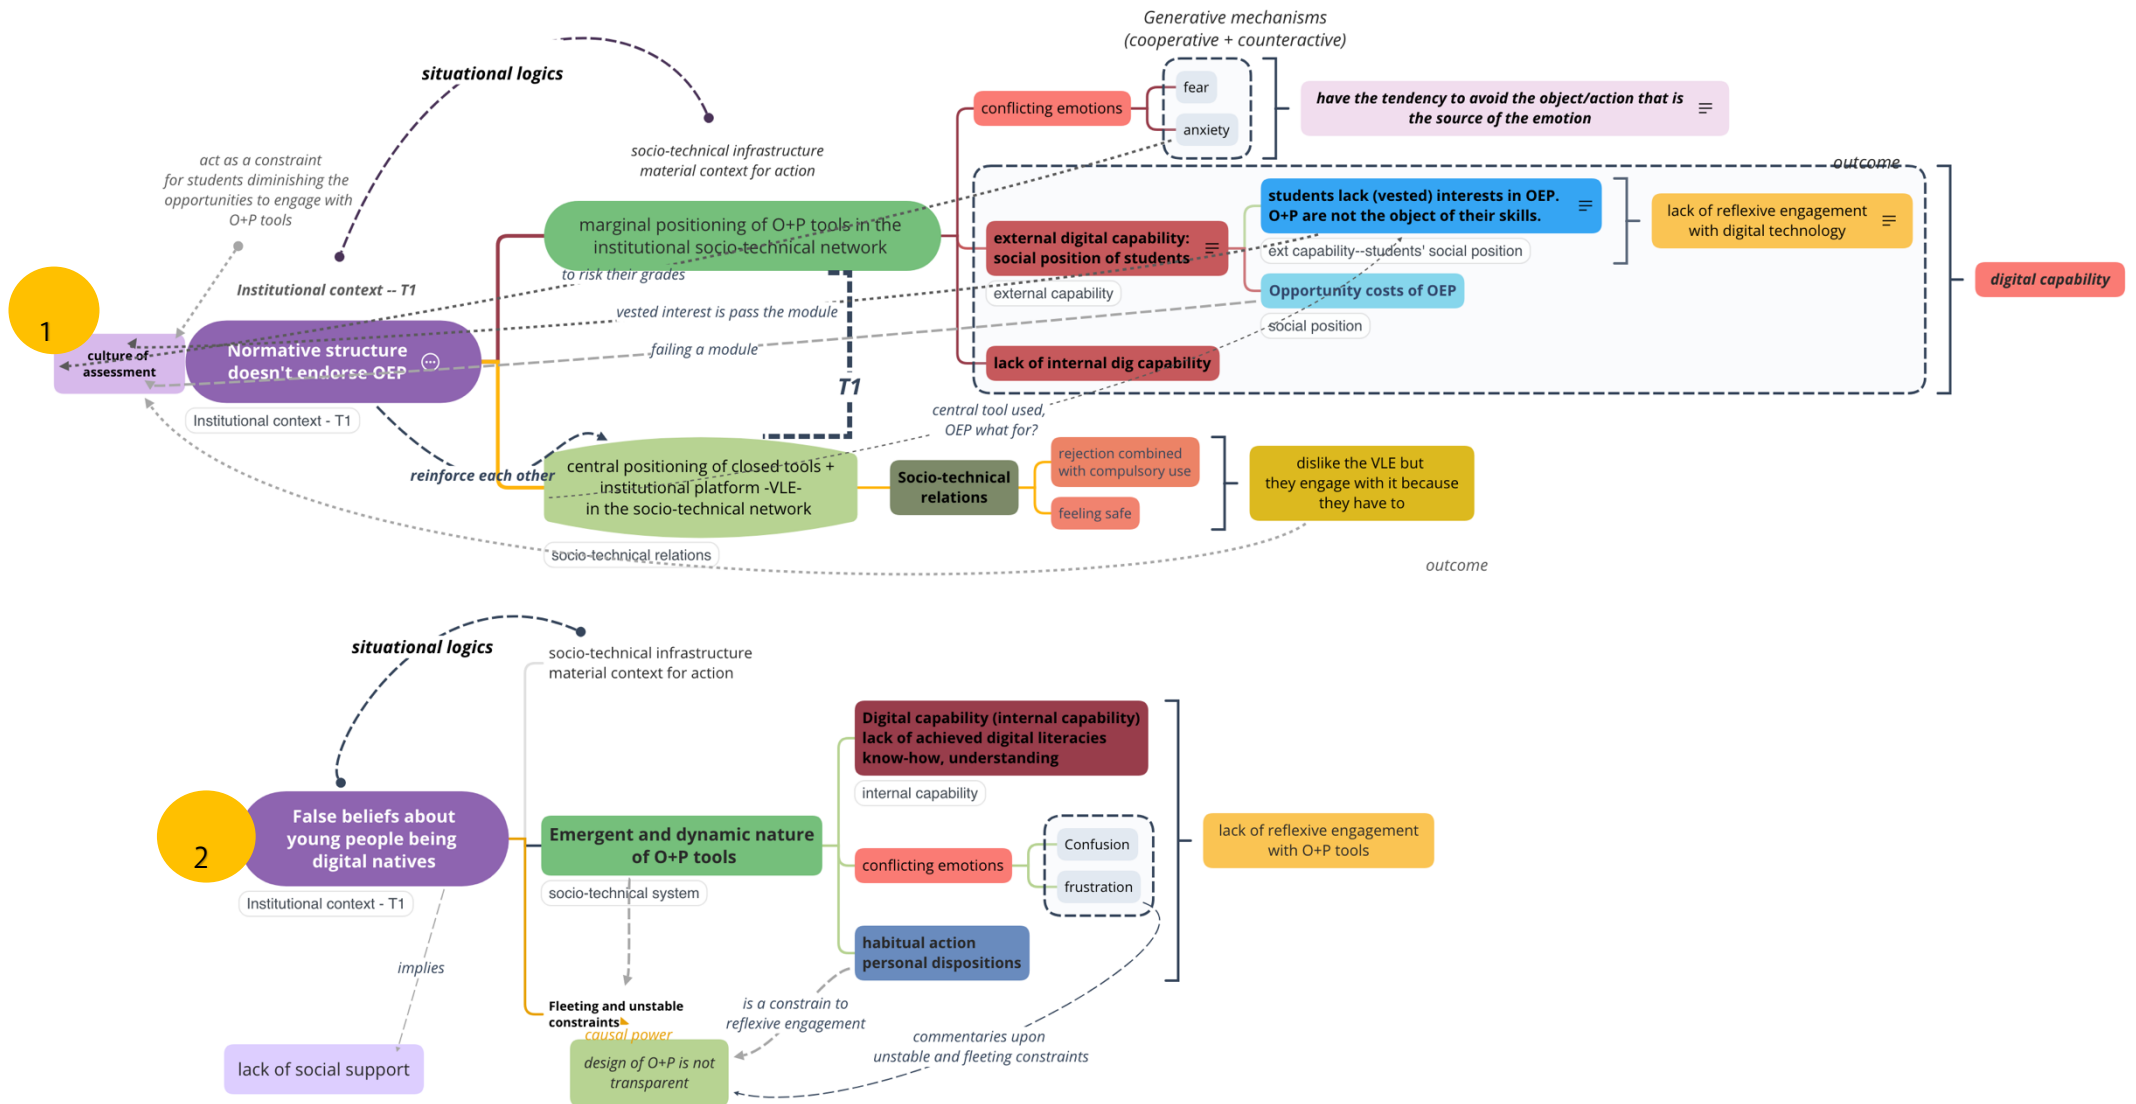 Generative mechanisms
(cooperative + counteractive)
situational logics
fear
conflicting emotions
anxiety
have the tendency to avoid the object/action that is
the source of the emotion
act as a constraint
for students diminishing the
opportunities to engage with
O+P tools
socio-technical infrastructure
material context for action
outcome
marginal positioning of O+P tools in the
institutional socio-technical network
external digital capability:
social position of students
external capability
students lack (vested) interests in OEP.
O+P are not the object of their skills.
ext capability--students' social position
lack of reflexive engagement
with digital technology
Opportunity costs of OEP
social position
digital capability
lack of internal dig capability
to risk their grades
Institutional context -- T1
vested interest is pass the module
failing a module
1
culture of
assessment
Normative structure
doesn't endorse OEP
Institutional context - T1
T1
central tool used,
OEP what for?
reinforce each other
central positioning of closed tools +
institutional platform -VLE-
in the socio-technical network
socio-technical relations
Socio-technical
relations
rejection combined
with compulsory use
feeling safe
dislike the VLE but
they engage with it because
they have to
outcome
situational logics
socio-technical infrastructure
material context for action
2
False beliefs about
young people being
digital natives
Institutional context - T1
Emergent and dynamic nature
of O+P tools
socio-technical system
Digital capability (internal capability)
lack of achieved digital literacies
know-how, understanding
internal capability
conflicting emotions
Confusion
frustration
habitual action
personal dispositions
lack of reflexive engagement
with O+P tools
implies
lack of social support
Fleeting and unstable
constraints
causal power
design of O+P is not
transparent
is a constrain to
reflexive engagement
commentaries upon
unstable and fleeting constraints